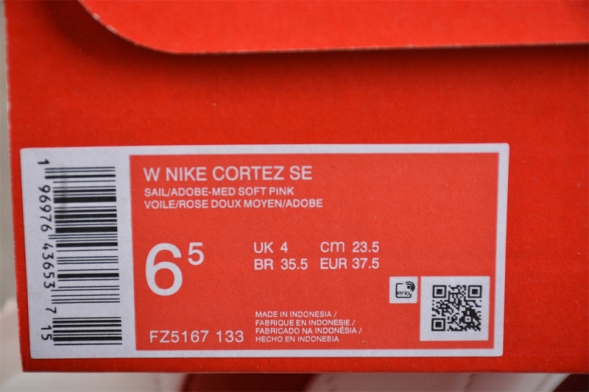 W NIKE CORTEZ SE
SAIL/ADOBE-MED SOFT PINK
VOILE/ROSE DOUX MOYEN/ADOBE
6 5
UK 4 cm 23.5
BR 35.5 EUR 37.5
MADE IN INDONESIA /
FABRIQUE EN INDONESIE /
FABRICADO NA INDONÉSIA /
HECHO EN INDONESIA
FZ5167 133
1 96976 43653 7 15